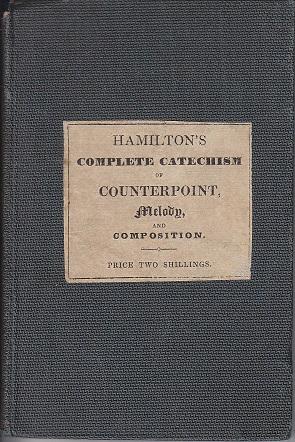 HAMILTON'S
COMPLETE CATECHISM
OF
COUNTERPOINT,
Melody,
AND
COMPOSITION.
PRICE TWO SHILLINGS.